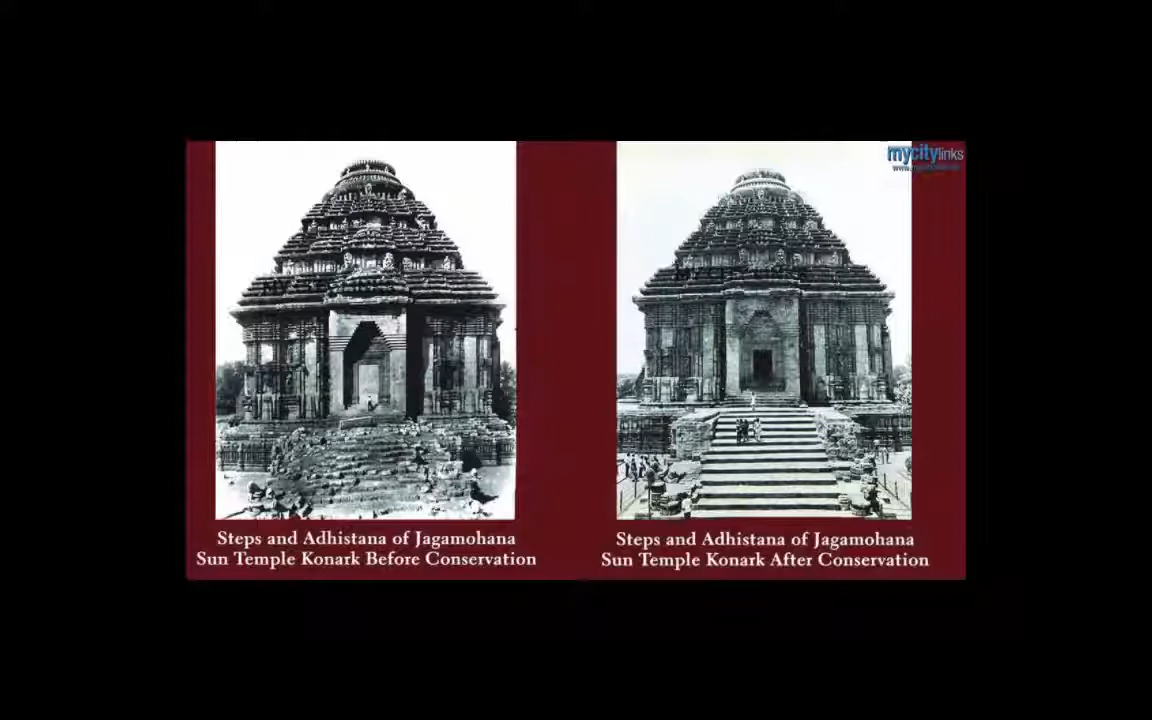 mycitylinks
Steps and Adhistana of Jagamohana
Sun Temple Konark Before Conservation
Steps and Adhistana of Jagamohana
Sun Temple Konark After Conservation